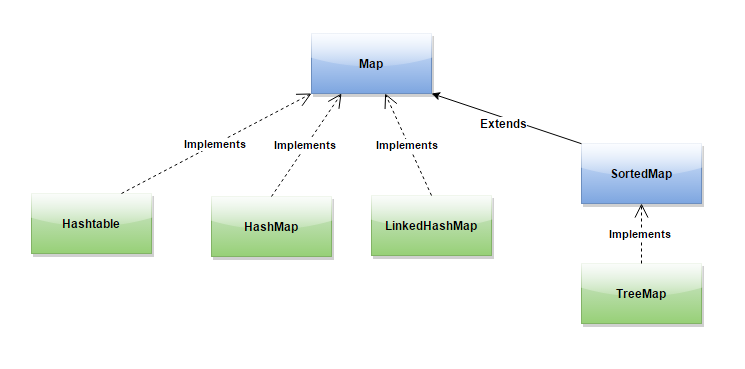 Map
Extends
Implements
Implements
Implements
SortedMap
Hashtable
HashMap
LinkedHashMap
Implements
TreeMap